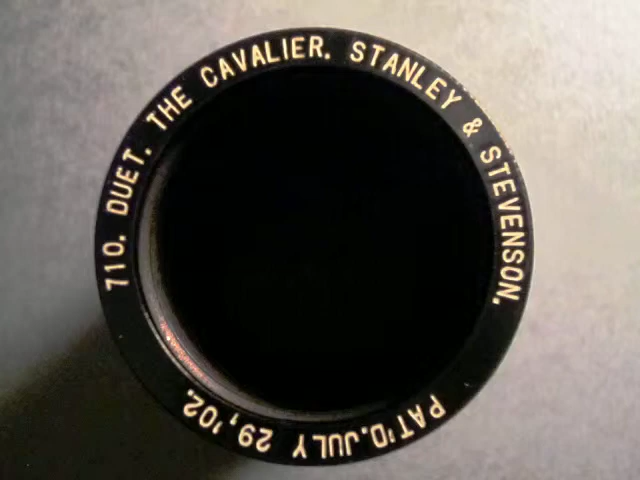 710. DUET. THE CAVALIER. STANLEY & STEVENSON.
PAT'D.JULY 29,'02.